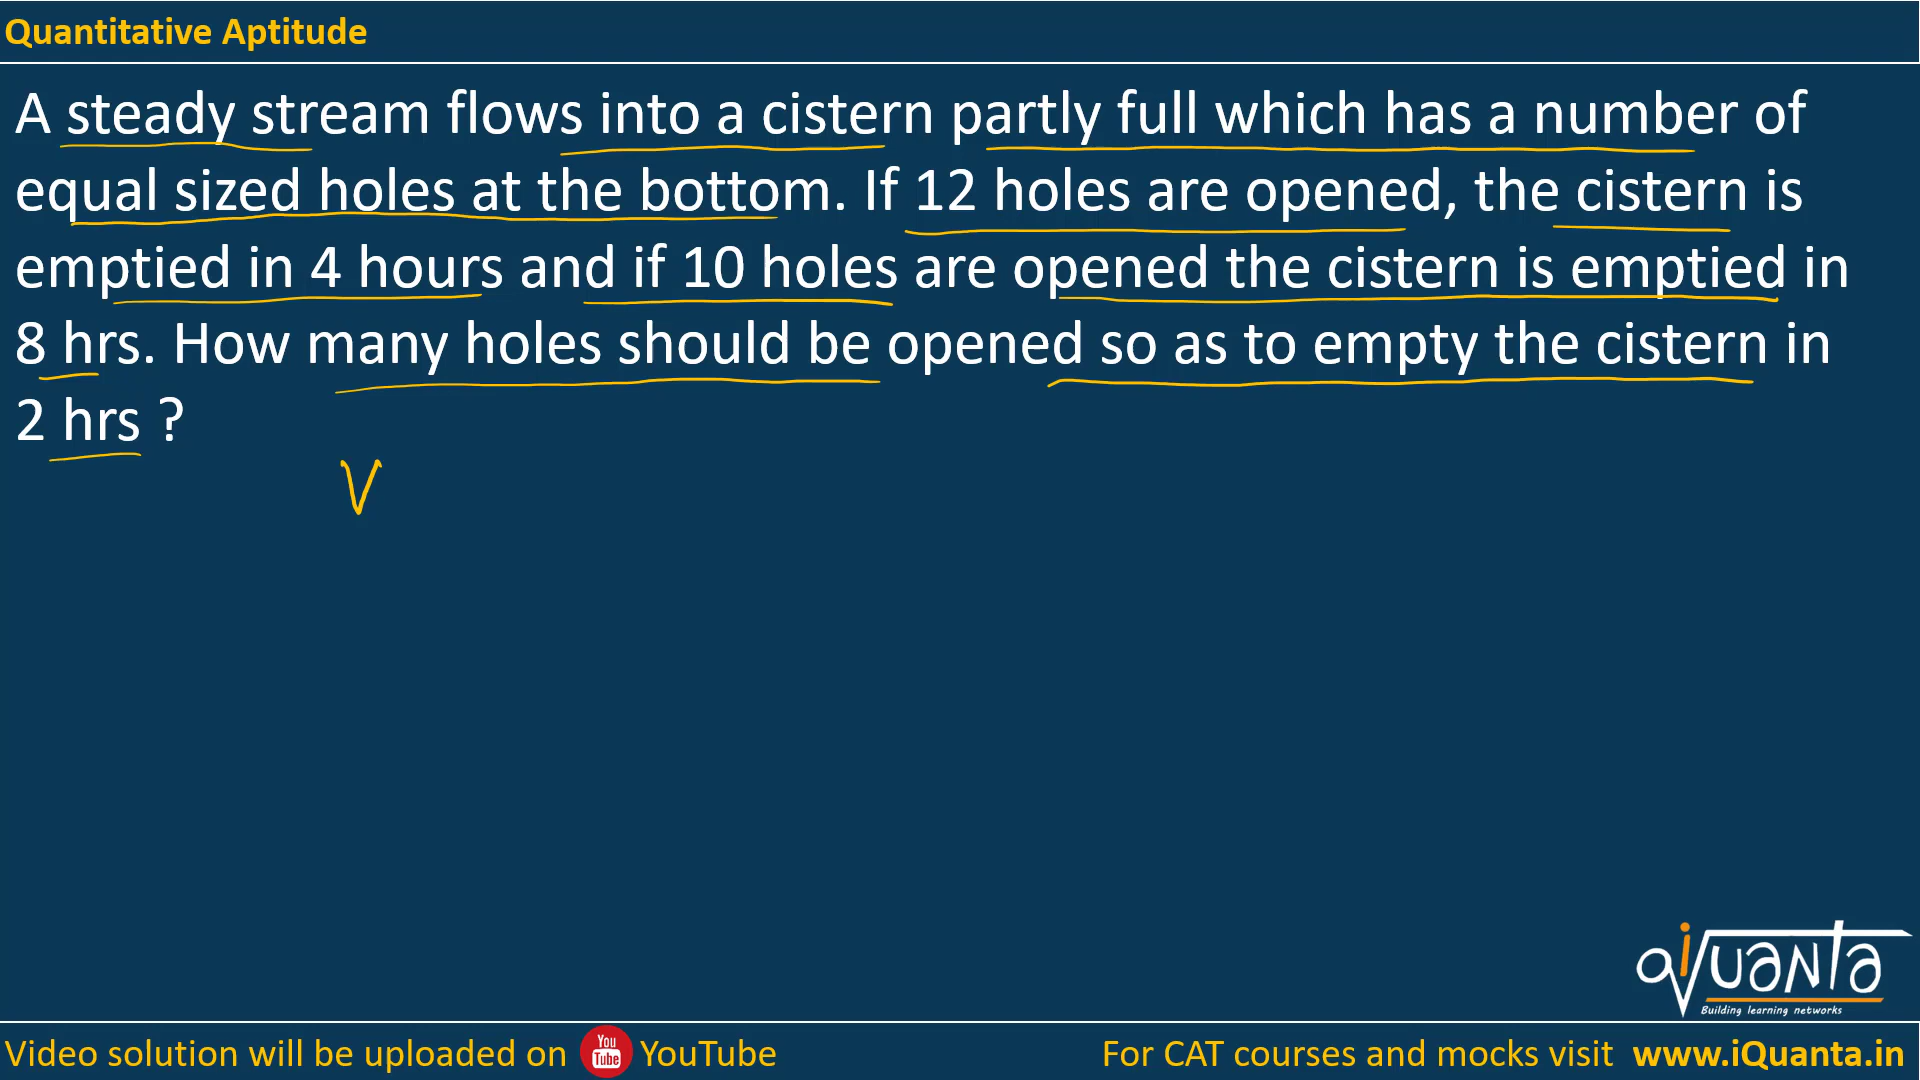 Quantitative Aptitude
A steady stream flows into a cistern partly full which has a number of
equal sized holes at the bottom. If 12 holes are opened, the cistern is
emptied in 4 hours and if 10 holes are opened the cistern is emptied in
8 hrs. How many holes should be opened so as to empty the cistern in
2 hrs ?
V
iQuanta
Building learning networks
Video solution will be uploaded on You Tube YouTube
For CAT courses and mocks visit www.iQuanta.in